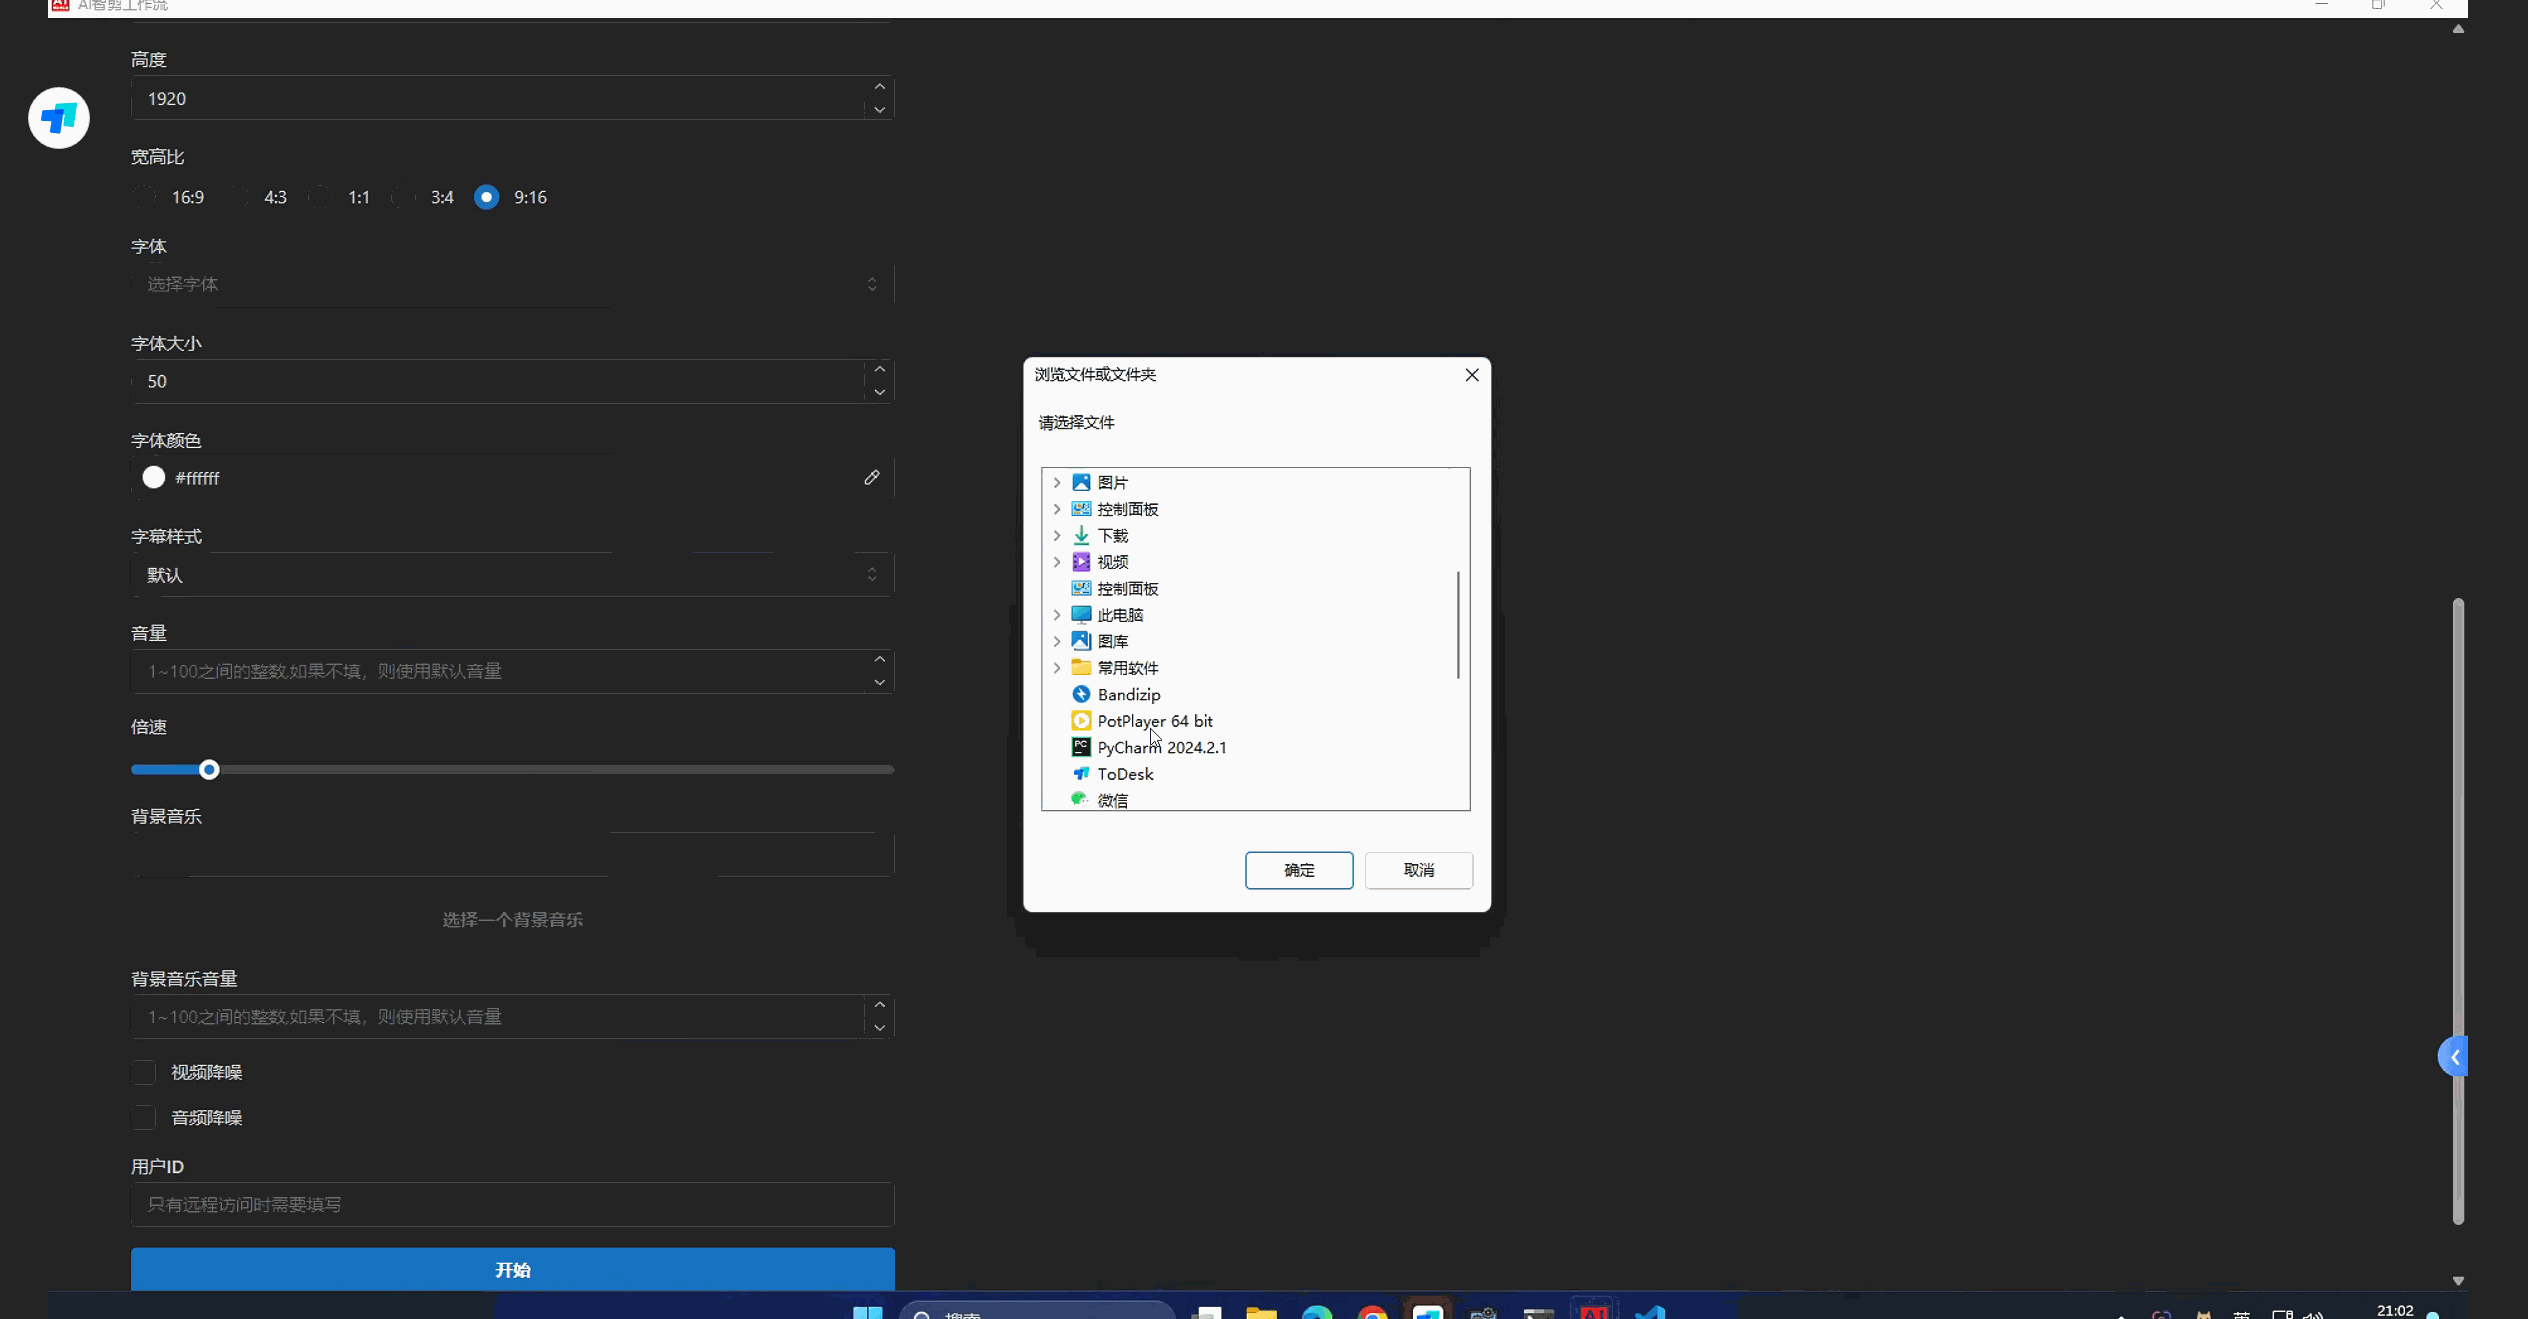 AI智剪工作流
高度
1920
宽高比
16:9 4:3 1:1 3:4 9:16
字体
选择字体
字体大小
50
字体颜色
#ffffff
字幕样式
默认
音量
1~100之间的整数,如果不填，则使用默认音量
倍速
背景音乐
选择一个背景音乐
背景音乐音量
1~100之间的整数,如果不填，则使用默认音量
视频降噪
音频降噪
用户ID
只有远程访问时需要填写
开始
浏览文件或文件夹
请选择文件
图片
控制面板
下载
视频
控制面板
此电脑
图库
常用软件
Bandizip
PotPlayer 64 bit
PyCharm 2024.2.1
ToDesk
微信
确定 取消
搜索
英
21:02